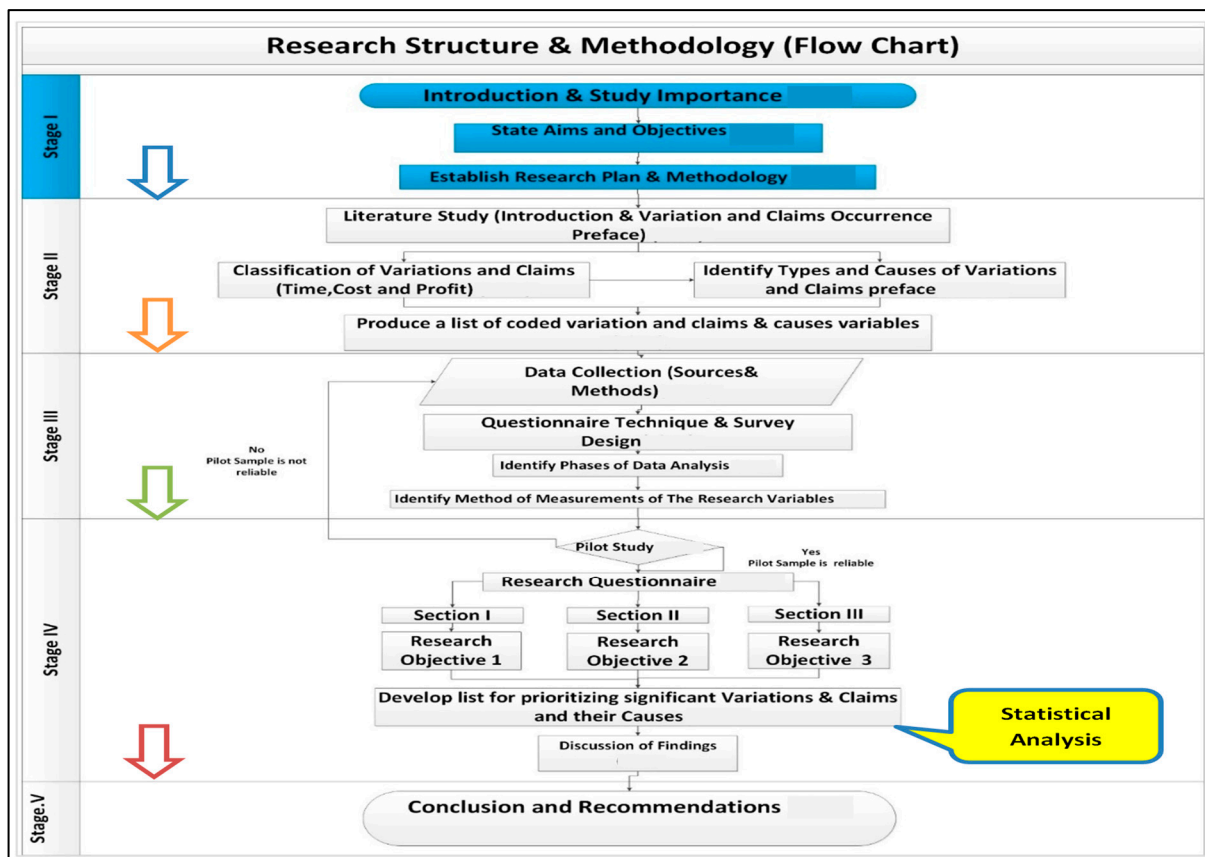 Research Structure & Methodology (Flow Chart)
Stage I
Introduction & Study Importance
State Aims and Objectives
Establish Research Plan & Methodology
Stage II
Literature Study (Introduction & Variation and Claims Occurrence
Preface)
Classification of Variations and Claims
(Time,Cost and Profit)
Identify Types and Causes of Variations
and Claims preface
Produce a list of coded variation and claims & causes variables
Stage III
Data Collection (Sources&
Methods)
Questionnaire Technique & Survey
Design
No
Pilot Sample is not
reliable
Identify Phases of Data Analysis
Identify Method of Measurements of The Research Variables
Stage IV
Pilot Study
Yes
Pilot Sample is reliable
Research Questionnaire
Section I
Section II
Section III
Research
Objective 1
Research
Objective 2
Research
Objective 3
Develop list for prioritizing significant Variations & Claims
and their Causes
Statistical
Analysis
Discussion of Findings
Stage.V
Conclusion and Recommendations